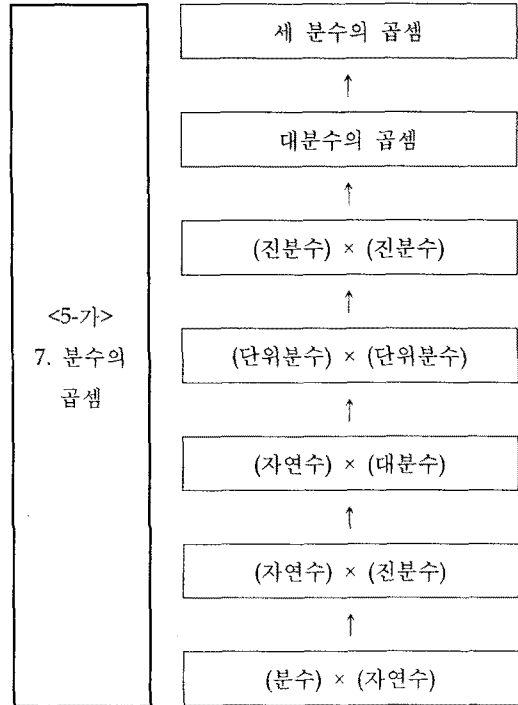 <5-가>
7. 분수의
곱셈
세 분수의 곱셈
↑
대분수의 곱셈
↑
(진분수) × (진분수)
↑
(단위분수) × (단위분수)
↑
(자연수) × (대분수)
↑
(자연수) × (진분수)
↑
(분수) × (자연수)